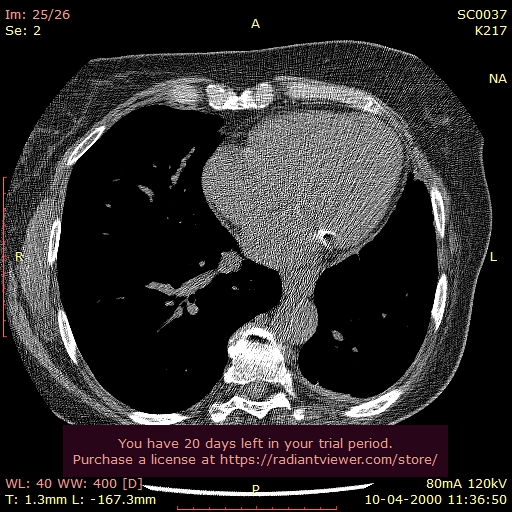 Im: 25/26
Se: 2
A
SC0037
K217
NA
R
L
You have 20 days left in your trial period.
Purchase a license at https://radiantviewer.com/store/
WL: 40 WW: 400 [D]
T: 1.3mm L: -167.3mm
P
80mA 120kV
10-04-2000 11:36:50